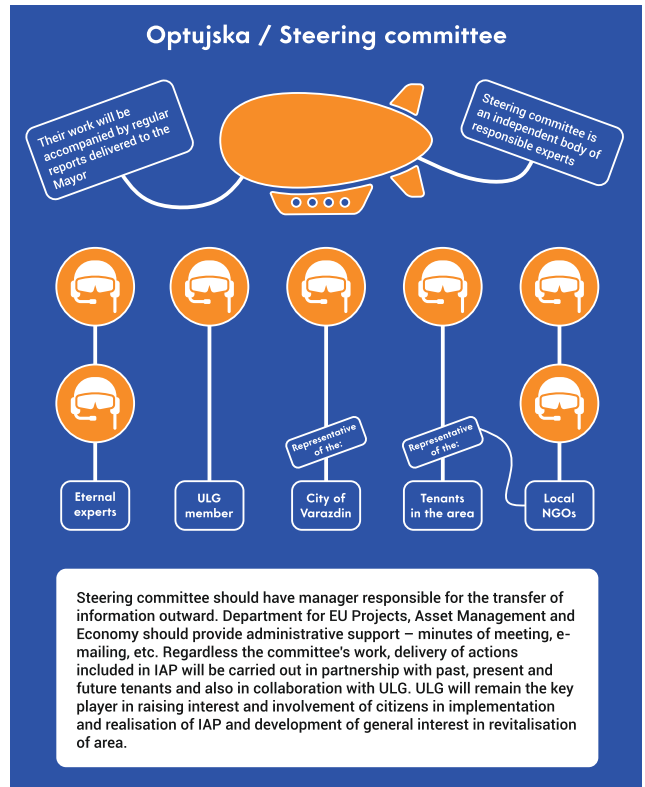 Optujska / Steering committee
Their work will be
accompanied by regular
reports delivered to the
Mayor
Steering committee is
an independent body of
responsible experts
Representative
of the:
Representative
of the:
Eternal
experts
ULG
member
City of
Varazdin
Tenants
in the area
Local
NGOs
Steering committee should have manager responsible for the transfer of
information outward. Department for EU Projects, Asset Management and
Economy should provide administrative support – minutes of meeting, e-
mailing, etc. Regardless the committee's work, delivery of actions
included in IAP will be carried out in partnership with past, present and
future tenants and also in collaboration with ULG. ULG will remain the key
player in raising interest and involvement of citizens in implementation
and realisation of IAP and development of general interest in revitalisation
of area.